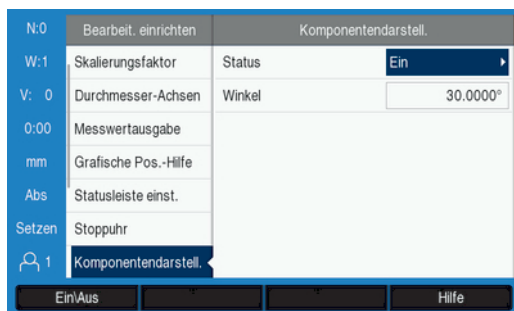 N:0
W:1
V: 0
0:00
mm
Abs
Setzen
1
Bearbeit. einrichten
Skalierungsfaktor
Durchmesser-Achsen
Messwertausgabe
Grafische Pos.-Hilfe
Statusleiste einst.
Stoppuhr
Komponentendarstell.
Komponentendarstell.
Status Ein
Winkel 30.0000°
Ein\Aus
Hilfe